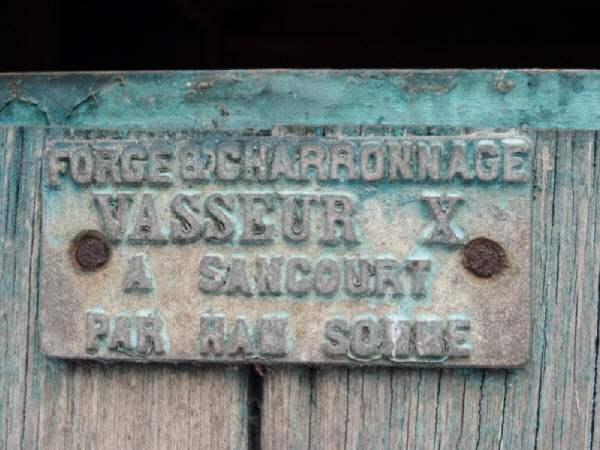 FORGE & CHARRONNAGE
VASSEUR X
A SANCOURT
PAR HAM SOMME